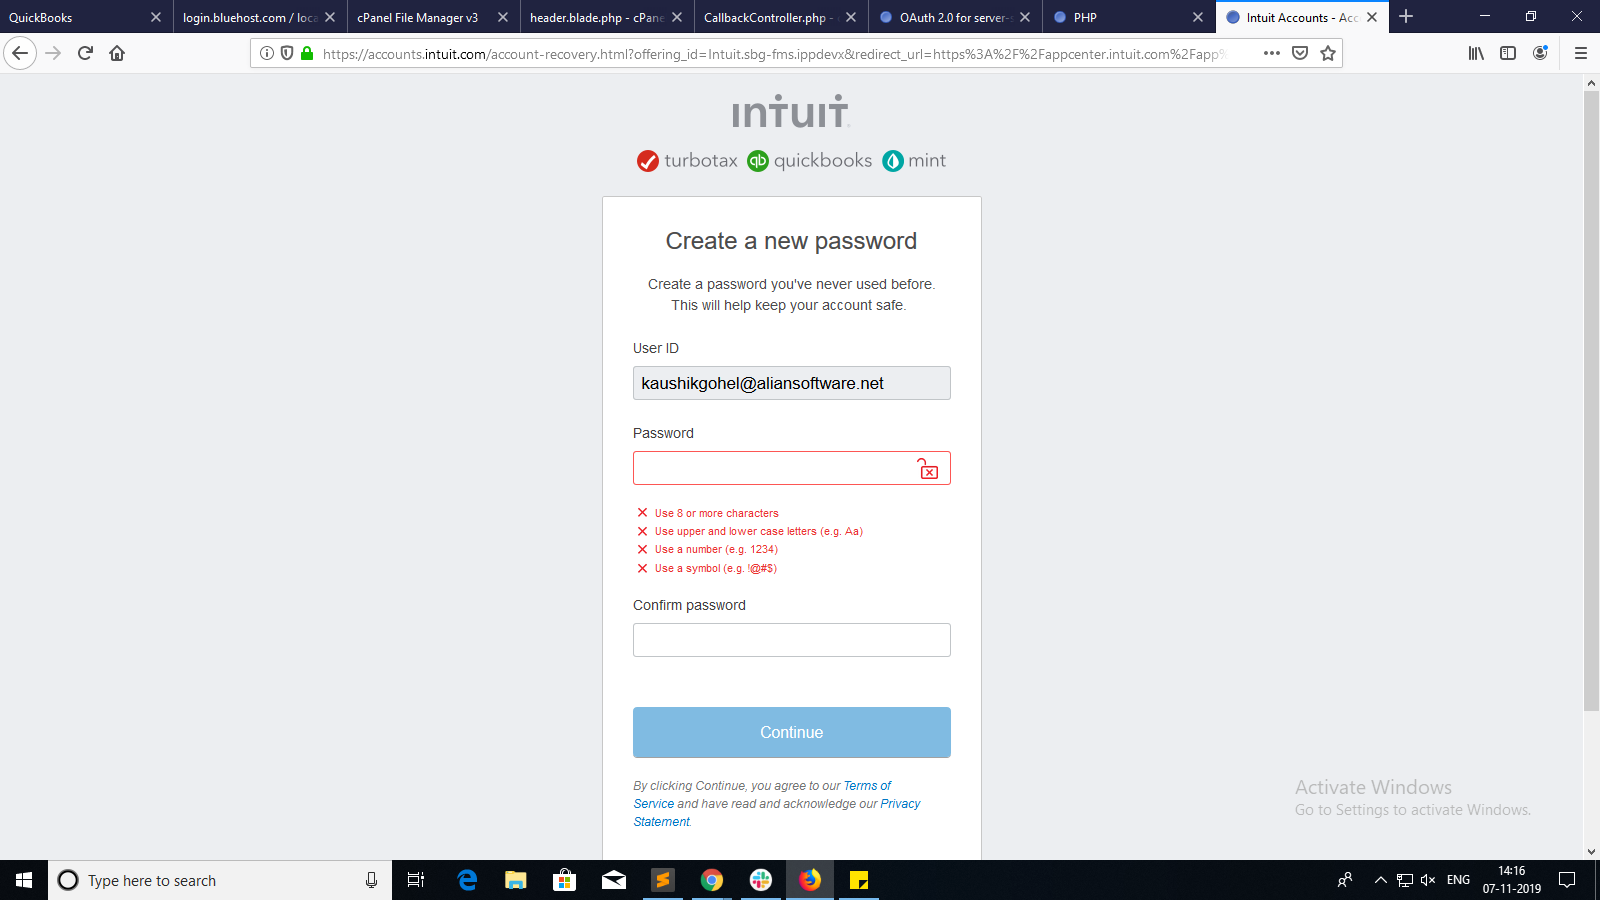 QuickBooks
login.bluehost.com / loca
cPanel File Manager v3
header.blade.php - cPane
CallbackController.php -
OAuth 2.0 for server-s
PHP
Intuit Accounts - Acc
https://accounts.intuit.com/account-recovery.html?offering_id=Intuit.sbg-fms.ippdevx&redirect_url=https%3A%2F%2Fappcenter.intuit.com%2Fapp%
intuit
turbotax qb quickbooks mint
Create a new password
Create a password you've never used before.
This will help keep your account safe.
User ID
kaushikgohel@aliansoftware.net
Password
Use 8 or more characters
Use upper and lower case letters (e.g. Aa)
Use a number (e.g. 1234)
Use a symbol (e.g. !@#$)
Confirm password
Continue
By clicking Continue, you agree to our Terms of
Service and have read and acknowledge our Privacy
Statement.
Activate Windows
Go to Settings to activate Windows.
Type here to search
ENG
14:16
07-11-2019